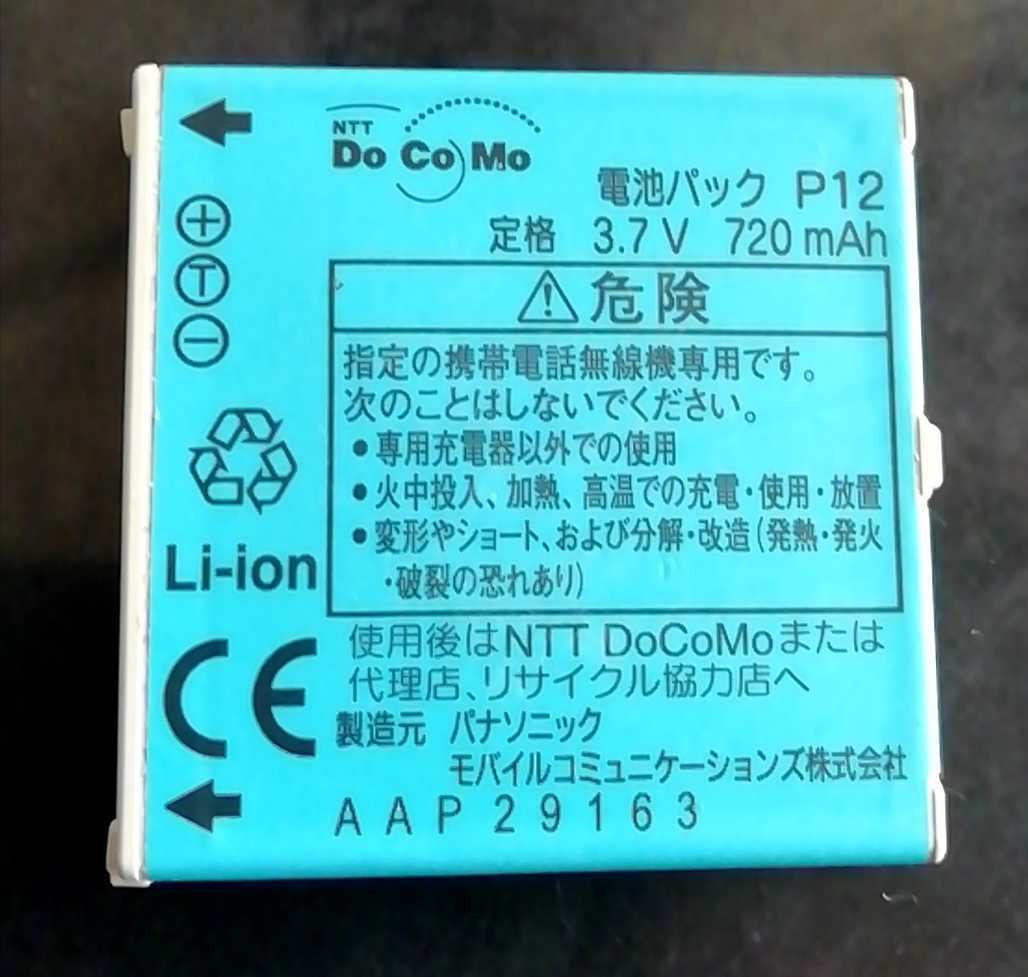 NTT
DoCoMo
電池パック P12
定格 3.7V 720mAh
危険
指定の携帯電話無線機専用です。
次のことはしないでください。
•専用充電器以外での使用
•火中投入、加熱、高温での充電・使用・放置
•変形やショート、および分解・改造(発熱・発火
・破裂の恐れあり)
+
T
−
Li-ion
使用後はNTT DoCoMoまたは
代理店、リサイクル協力店へ
CE
製造元 パナソニック
モバイルコミュニケーションズ株式会社
AAP29163